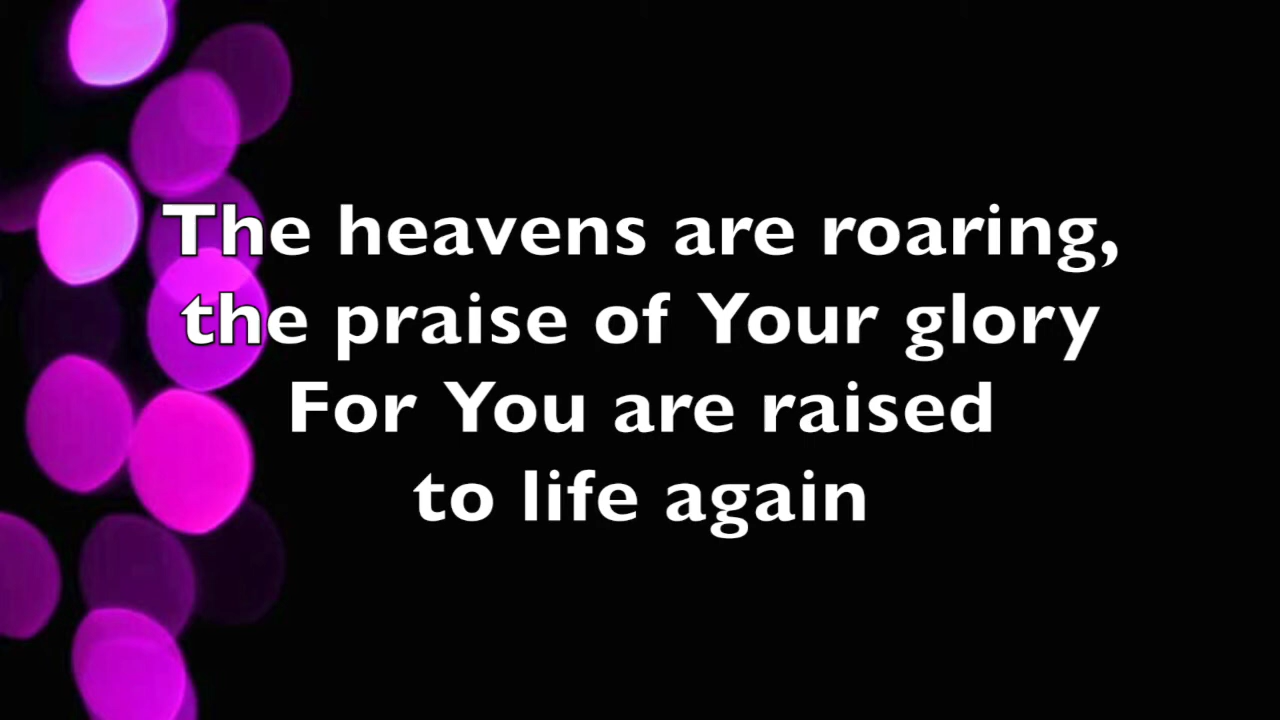 The heavens are roaring,
the praise of Your glory
For You are raised
to life again